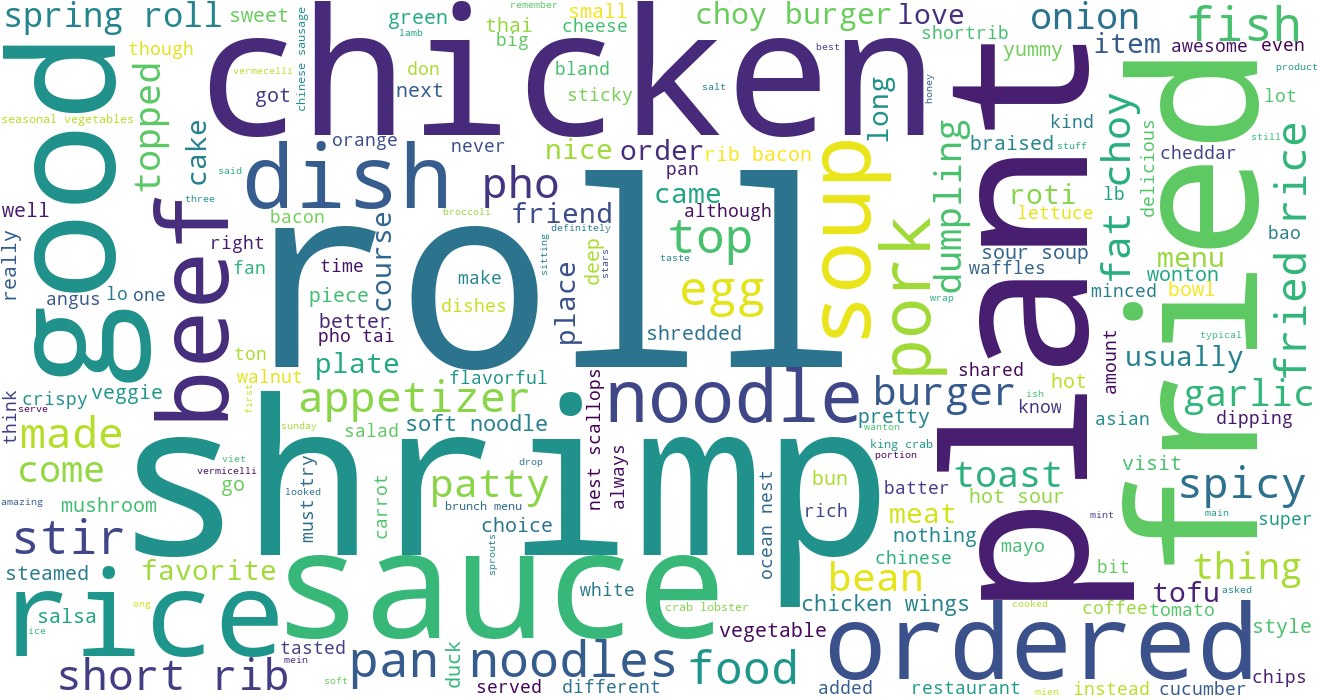 spring roll
sweet
chinese sausage
chicken
green
lamb
thai
big
remember
small
cheese
choy burger
love
shortrib
onion
item
fish
awesome
even
product
though
vermecelli
got
don
next
bland
sticky
best
salt
honey
long
yummy
lot
good
topped
seasonal vegetables
cake
said
three
orange
never
nice
order
rib bacon
pan
kind
braised
stuff
choy
delicious
cheddar
still
fried rice
dish
pho
friend
came
although
soup
dumpling
roti
lettuce
lb
bao
well
really
beef
bacon
broccoli
definitely
right
fan
time
course
sitting
deep
stars
top
taste
pork
sour soup
waffles
fat
wonton
menu
bowl
minced
plant
fried
angus
lo
one
piece
make
dishes
place
egg
wrap
better
pho tai
shredded
roll
typical
usually
ton
walnut
plate
flavorful
shared
hot
amount
crispy
veggie
first
appetizer
nest scallops
noodle
burger
know
ish
garlic
think
serve
made
salad
soft noodle
sunday
pretty
wanton
king crab
portion
asian
dipping
come
viet
vermicelli
go
looked
must try
carrot
drop
patty
always
shrimp
ocean nest
bun
batter
toast
visit
spicy
amazing
mushroom
brunch menu
choice
rich
meat
hot sour
mint
main
super
stir
sprouts
nothing
chinese
mayo
steamed
favorite
sauce
white
bean
bit
thing
tofu
asked
rice
salsa
ice
ong
crab lobster
chicken wings
cooked
coffee
tomato
vegetable
ordered
style
tasted
mein
short rib
soft
pan noodles
duck
served
different
food
added
restaurant
mien
instead
cucumber
chips